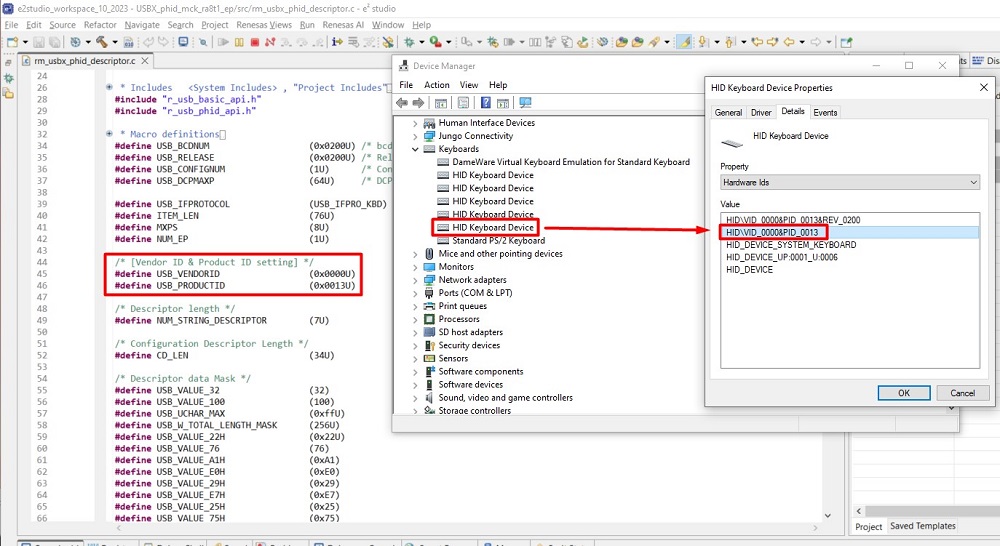 e2studio_workspace_10_2023 - USBX_phid_mck_ra8t1_ep/src/rm_usbx_phid_descriptor.c - e² studio
File Edit Source Refactor Navigate Search Project Renesas Views Run Renesas AI Window Help
rm_usbx_phid_descriptor.c
24
26 * Includes <System Includes> , "Project Includes"
28 #include "r_usb_basic_api.h"
29 #include "r_usb_phid_api.h"
30
31 * Macro definitions
34 #define USB_BCDNUM (0x0200U) /* bcd
35 #define USB_RELEASE (0x0200U) /* Rel
36 #define USB_CONFIGNUM (1U) /* Con
37 #define USB_DCPMAXP (64U) /* DCP
38
39 #define USB_IFPROTOCOL (USB_IFPRO_KBD)
40 #define ITEM_LEN (76U)
41 #define MXPS (8U)
42 #define NUM_EP (1U)
43
44 /* [Vendor ID & Product ID setting] */
45 #define USB_VENDORID (0x0000U)
46 #define USB_PRODUCTID (0x0013U)
47
48 /* Descriptor length */
49 #define NUM_STRING_DESCRIPTOR (7U)
50
51 /* Configuration Descriptor Length */
52 #define CD_LEN (34U)
53
54 /* Descriptor data Mask */
55 #define USB_VALUE_32 (32)
56 #define USB_VALUE_100 (100)
57 #define USB_UCHAR_MAX (0xffU)
58 #define USB_W_TOTAL_LENGTH_MASK (256U)
59 #define USB_VALUE_22H (0x22U)
60 #define USB_VALUE_76 (76)
61 #define USB_VALUE_A1H (0xA1)
62 #define USB_VALUE_E0H (0xE0)
63 #define USB_VALUE_29H (0x29)
64 #define USB_VALUE_E7H (0xE7)
65 #define USB_VALUE_25H (0x25)
66 #define USB_VALUE_75H (0x75)
Device Manager
File Action View Help
Human Interface Devices
Jungo Connectivity
Keyboards
DameWare Virtual Keyboard Emulation for Standard Keyboard
HID Keyboard Device
HID Keyboard Device
HID Keyboard Device
HID Keyboard Device
HID Keyboard Device
Standard PS/2 Keyboard
Mice and other pointing devices
Monitors
Network adapters
Ports (COM & LPT)
Print queues
Processors
SD host adapters
Security devices
Sensors
Software components
Software devices
Sound, video and game controllers
Storage controllers
HID Keyboard Device Properties
General Driver Details Events
HID Keyboard Device
Property
Hardware Ids
Value
HID\VID_0000&PID_0013&REV_0200
HID\VID_0000&PID_0013
HID_DEVICE_SYSTEM_KEYBOARD
HID_DEVICE_UP:0001_U:0006
HID_DEVICE
OK Cancel
Project Saved Templates